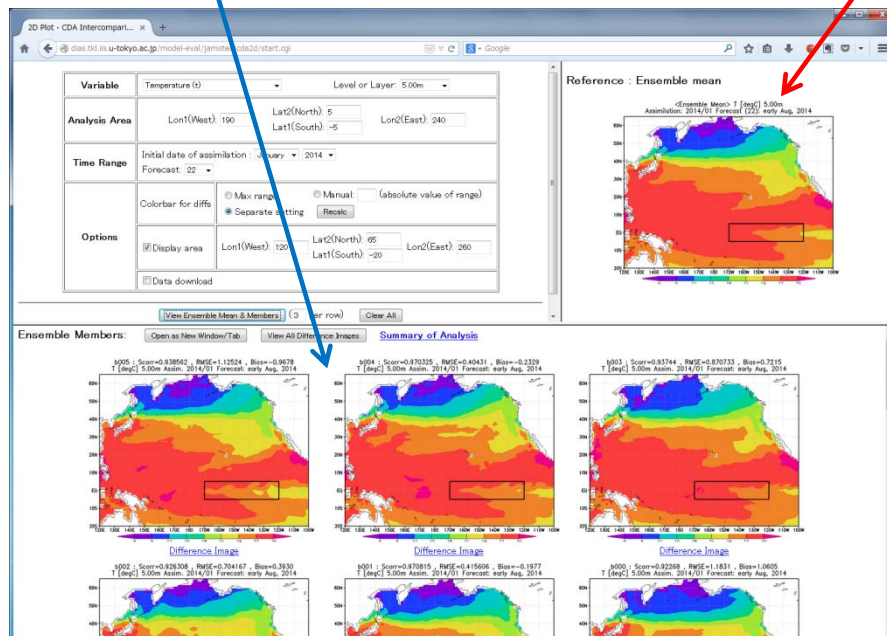 2D Plot - CDA Intercompari...
dias.tkl.iis.u-tokyo.ac.jp/model-eval/jamstec cda2d/start.cgi
Google
Variable
Temperature (t)
Level or Layer: 5.00m
Analysis Area
Lon1(West): 190
Lat2(North): 5
Lat1(South): -5
Lon2(East): 240
Time Range
Initial date of assimilation : January 2014
Forecast: 22
Options
Colorbar for diffs
Max range
Manual: (absolute value of range)
Separate setting
Recalc
Display area
Lon1(West): 120
Lat2(North): 65
Lat1(South): -20
Lon2(East): 260
Data download
View Ensemble Mean & Members (3 per row) Clear All
Reference : Ensemble mean
<Ensemble Mean> T [degC] 5.00m
Assimilation: 2014/01 Forecast (22): early Aug, 2014
Ensemble Members: Open as New Window/Tab View All Difference Images Summary of Analysis
b005 : Scorr=0.938562 , RMSE=1.12524 , Bias=-0.9678
T [degC] 5.00m Assim. 2014/01 Forecast: early Aug, 2014
Difference Image
b004 : Scorr=0.970325 , RMSE=0.40431 , Bias=-0.2329
T [degC] 5.00m Assim. 2014/01 Forecast: early Aug, 2014
Difference Image
b003 : Scorr=0.93744 , RMSE=0.870733 , Bias=0.7215
T [degC] 5.00m Assim. 2014/01 Forecast: early Aug, 2014
Difference Image
b002 : Scorr=0.926308 , RMSE=0.704167 , Bias=0.3930
T [degC] 5.00m Assim. 2014/01 Forecast: early Aug, 2014
b001 : Scorr=0.970815 , RMSE=0.415606 , Bias=-0.1977
T [degC] 5.00m Assim. 2014/01 Forecast: early Aug, 2014
b000 : Scorr=0.92268 , RMSE=1.1831 , Bias=1.0605
T [degC] 5.00m Assim. 2014/01 Forecast: early Aug, 2014